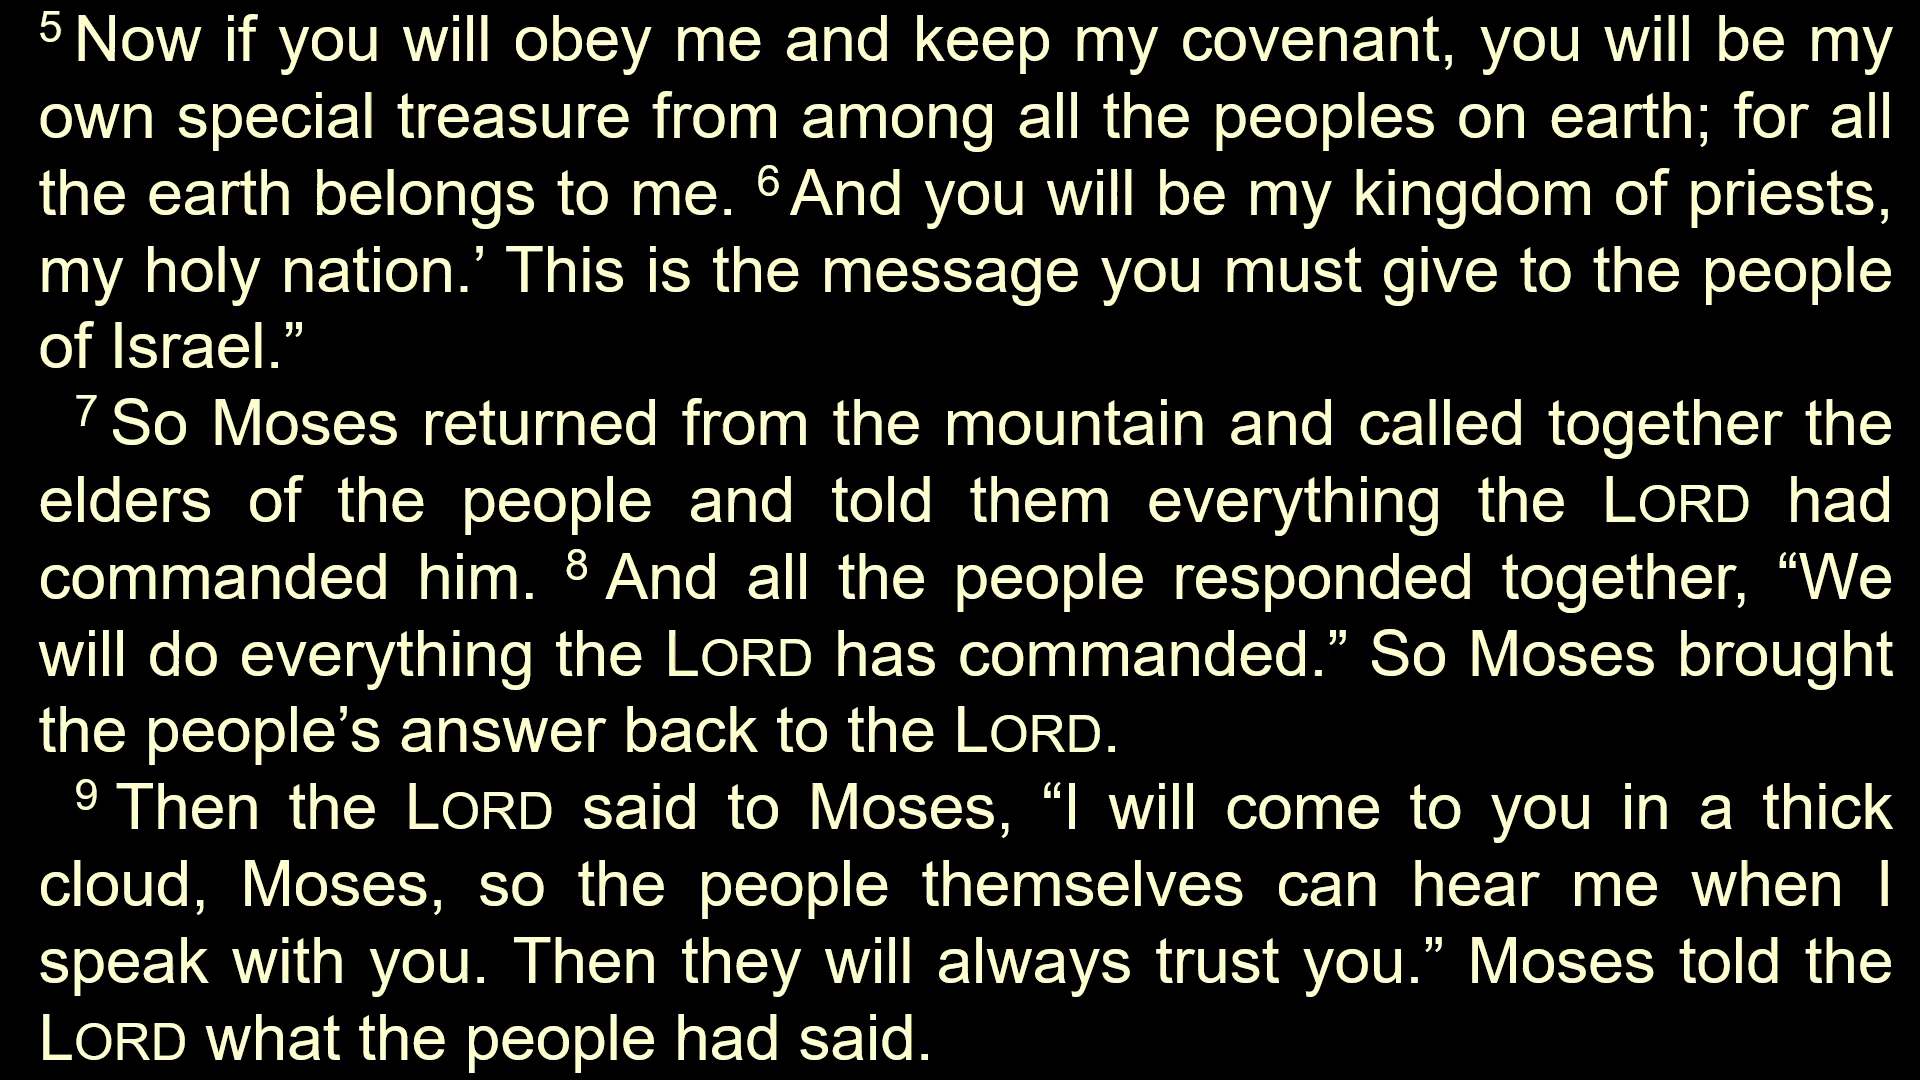 5 Now if you will obey me and keep my covenant, you will be my
own special treasure from among all the peoples on earth; for all
the earth belongs to me. 6 And you will be my kingdom of priests,
my holy nation.’ This is the message you must give to the people
of Israel.”
7 So Moses returned from the mountain and called together the
elders of the people and told them everything the LORD had
commanded him. 8 And all the people responded together, “We
will do everything the LORD has commanded.” So Moses brought
the people’s answer back to the LORD.
9 Then the LORD said to Moses, “I will come to you in a thick
cloud, Moses, so the people themselves can hear me when I
speak with you. Then they will always trust you.” Moses told the
LORD what the people had said.